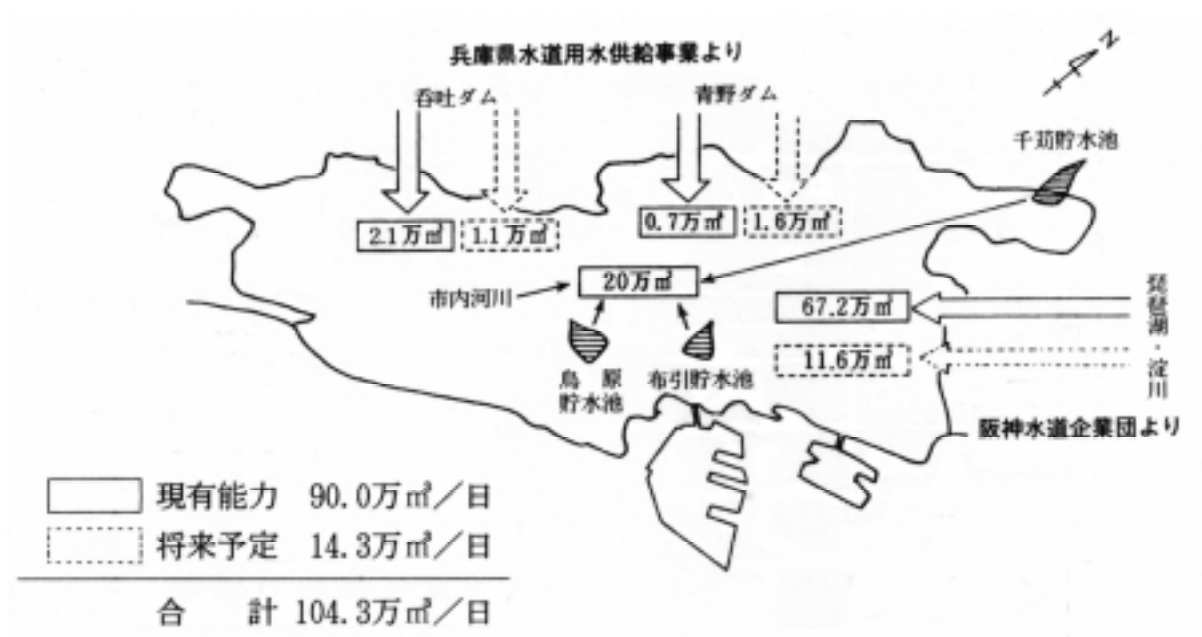 兵庫県水道用水供給事業より
N
呑吐ダム
青野ダム
千苅貯水池
2.1万㎥
1.1万㎥
0.7万㎥
1.6万㎥
20万㎥
市内河川
67.2万㎥
11.6万㎥
琵琶湖・淀川
烏原
貯水池
布引貯水池
阪神水道企業団より
現有能力 90.0万㎥／日
将来予定 14.3万㎥／日
合計 104.3万㎥／日